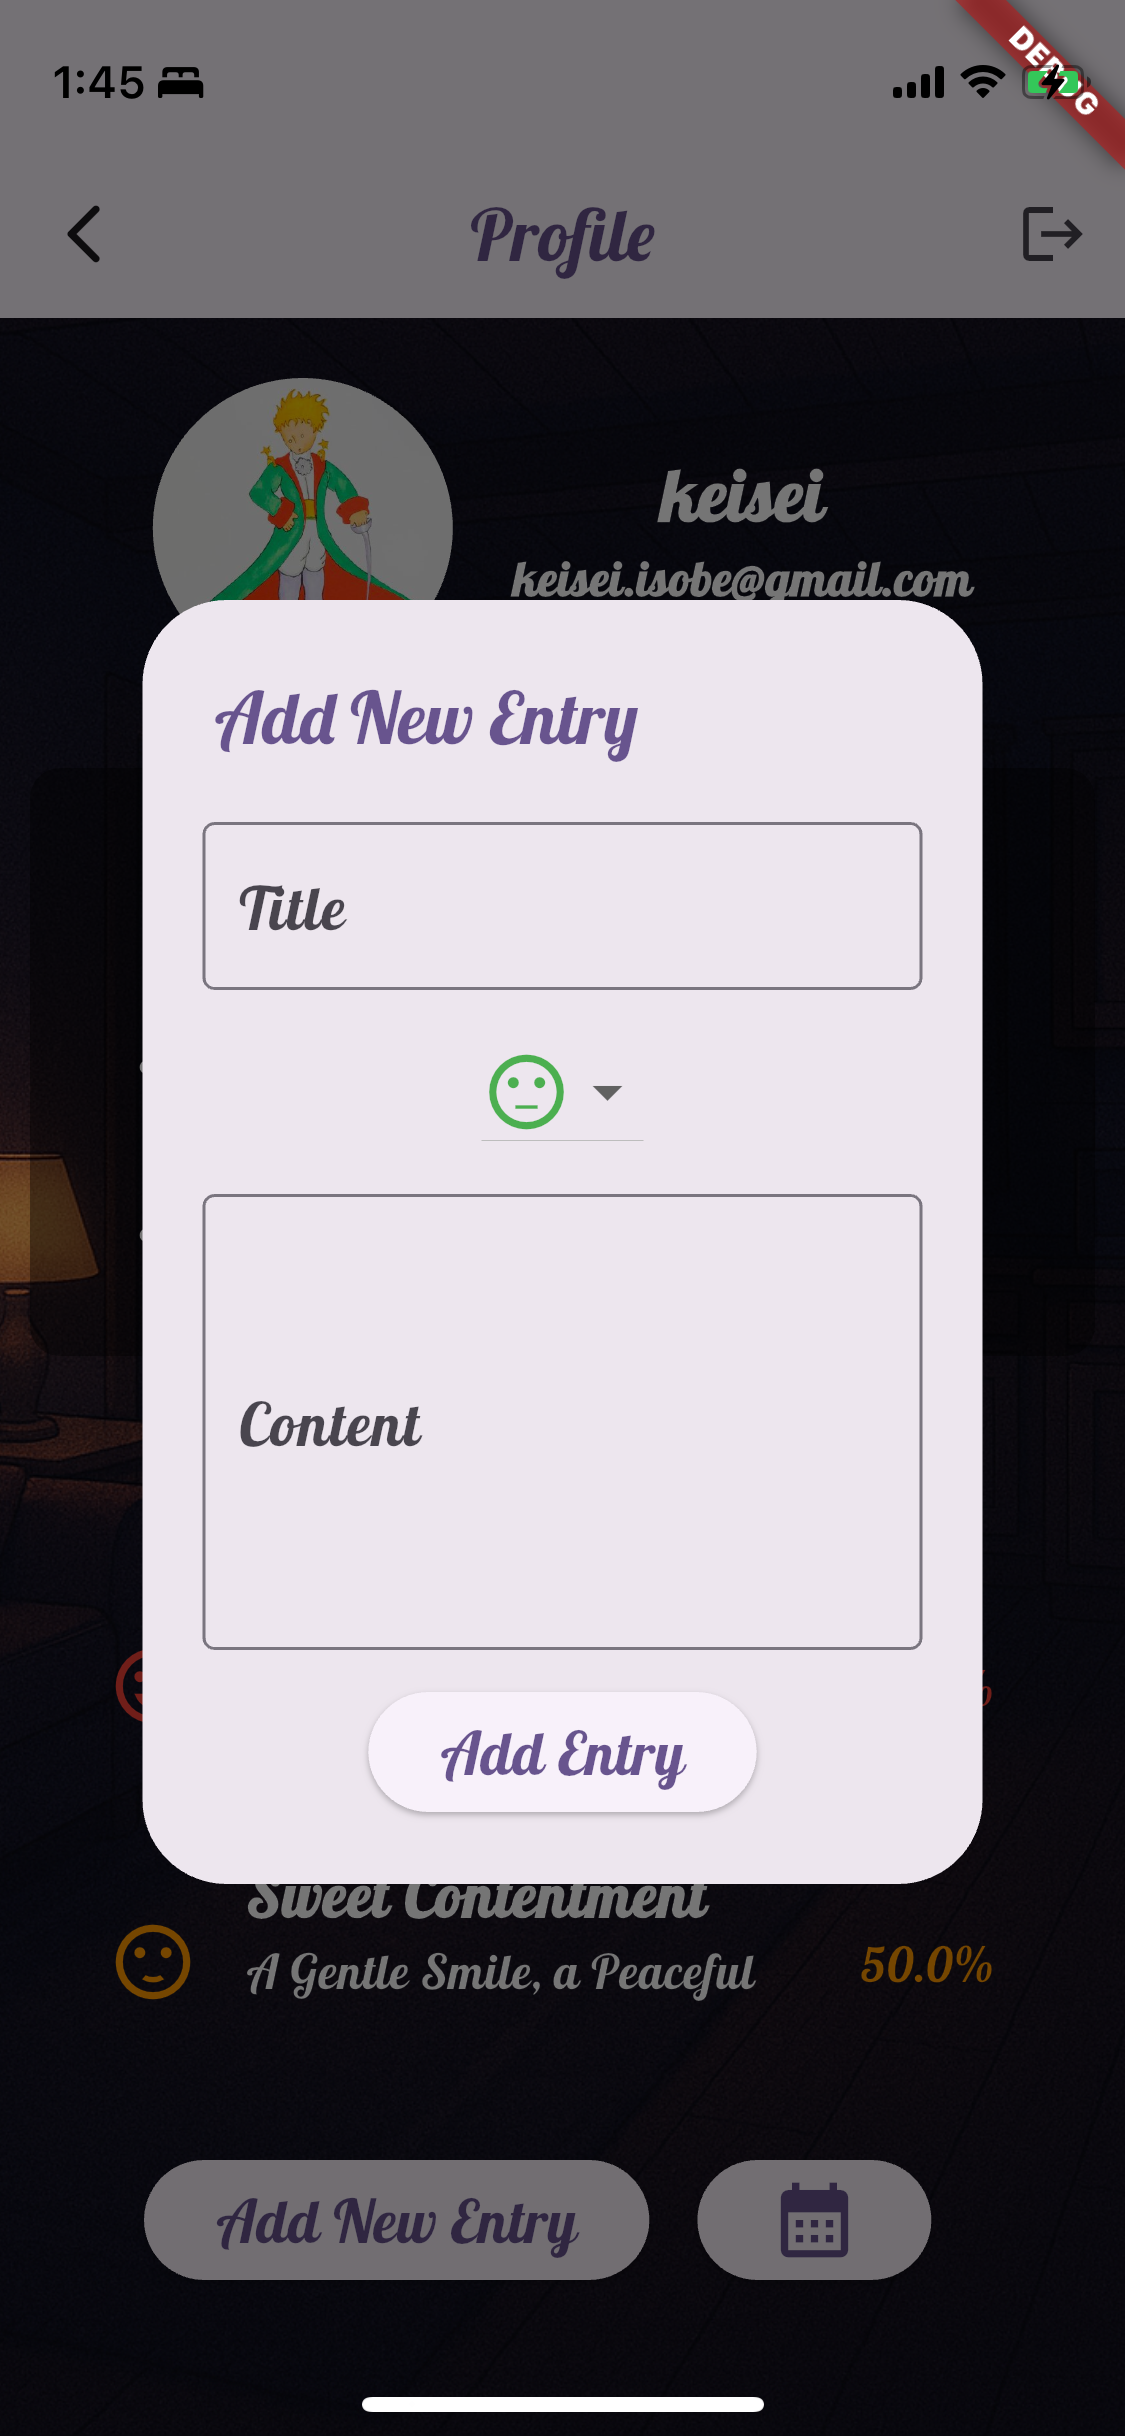 1:45
DEBUG
Profile
keisei
keisei.isobe@gmail.com
Add New Entry
Title
Content
%
Add Entry
Sweet Contentment
A Gentle Smile, a Peaceful
50.0%
Add New Entry